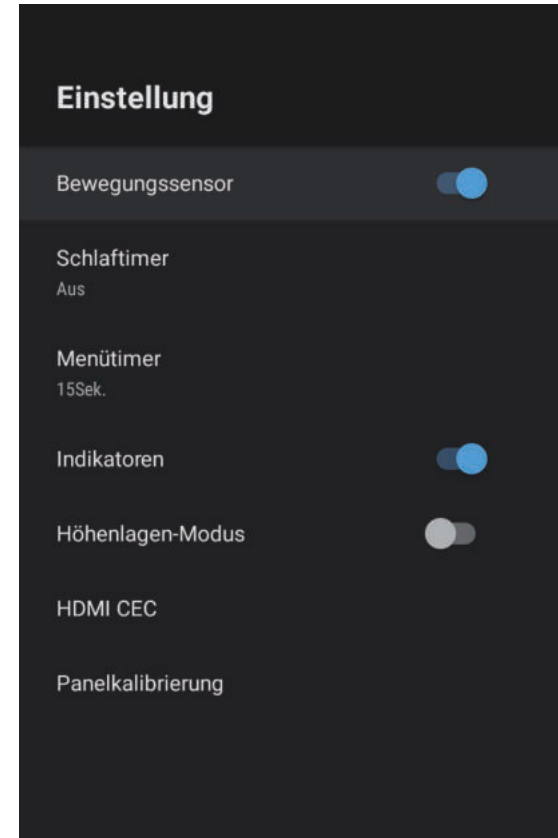 Einstellung
Bewegungssensor
Schlaftimer
Aus
Menütimer
15Sek.
Indikatoren
Höhenlagen-Modus
HDMI CEC
Panelkalibrierung